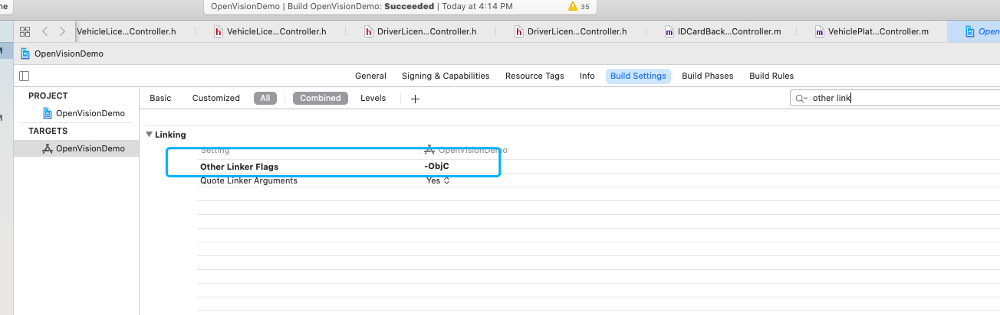 ne
OpenVisionDemo | Build OpenVisionDemo: Succeeded | Today at 4:14 PM 35
VehicleLice...Controller.h VehicleLice...Controller.h DriverLicen...Controller.h DriverLicen...Controller.h IDCardBack...Controller.m VehiclePlat...Controller.m Open
M OpenVisionDemo
General Signing & Capabilities Resource Tags Info Build Settings Build Phases Build Rules
PROJECT Basic Customized All Combined Levels + other link
M OpenVisionDemo
TARGETS Linking
OpenVisionDemo Setting OpenVisionDemo
Other Linker Flags -ObjC
Quote Linker Arguments Yes